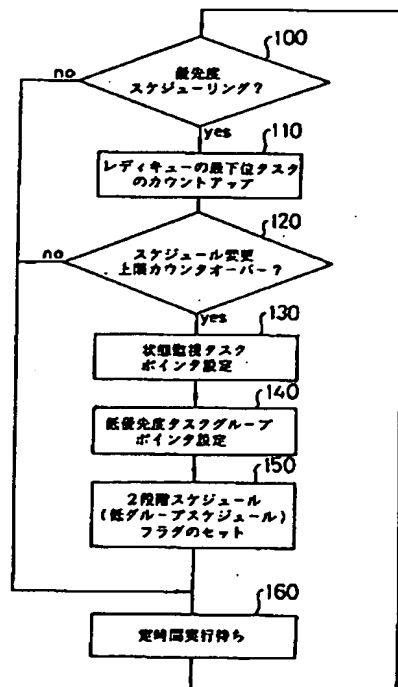 100
優先度
スケジューリング?
no
yes
110
レディキューの最下位タスク
のカウントアップ
120
スケジュール変更
上限カウンタオーバー?
no
yes
130
状態監視タスク
ポインタ設定
140
低優先度タスクグループ
ポインタ設定
150
2段階スケジュール
(低グループスケジュール)
フラグのセット
160
定時間実行待ち